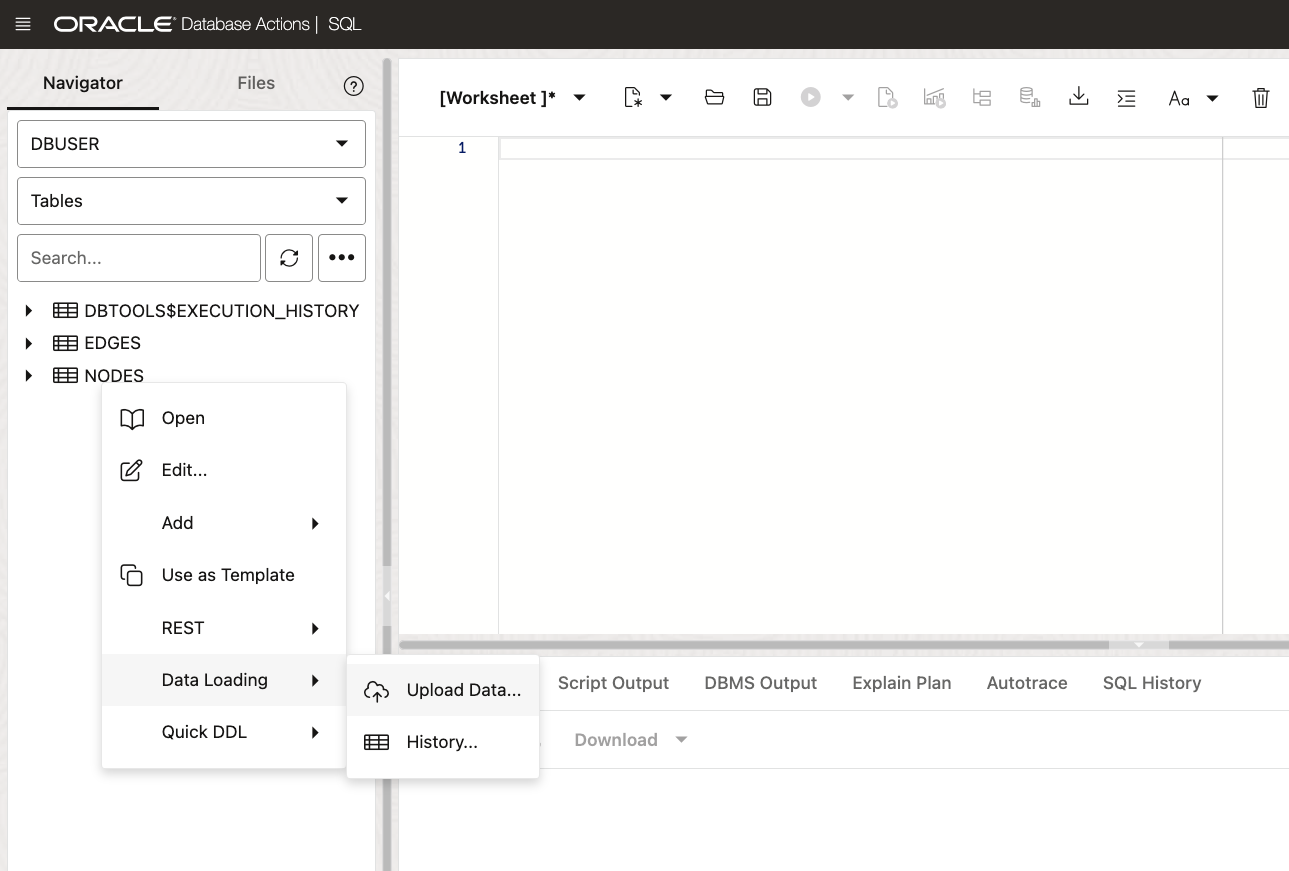 ORACLE Database Actions | SQL
Navigator
Files
?
[Worksheet ]*
Aa
DBUSER
1
Tables
Search...
DBTOOLS$EXECUTION_HISTORY
EDGES
NODES
Open
Edit...
Add
Use as Template
REST
Data Loading
Quick DDL
Upload Data...
History...
Script Output
DBMS Output
Explain Plan
Autotrace
SQL History
Download